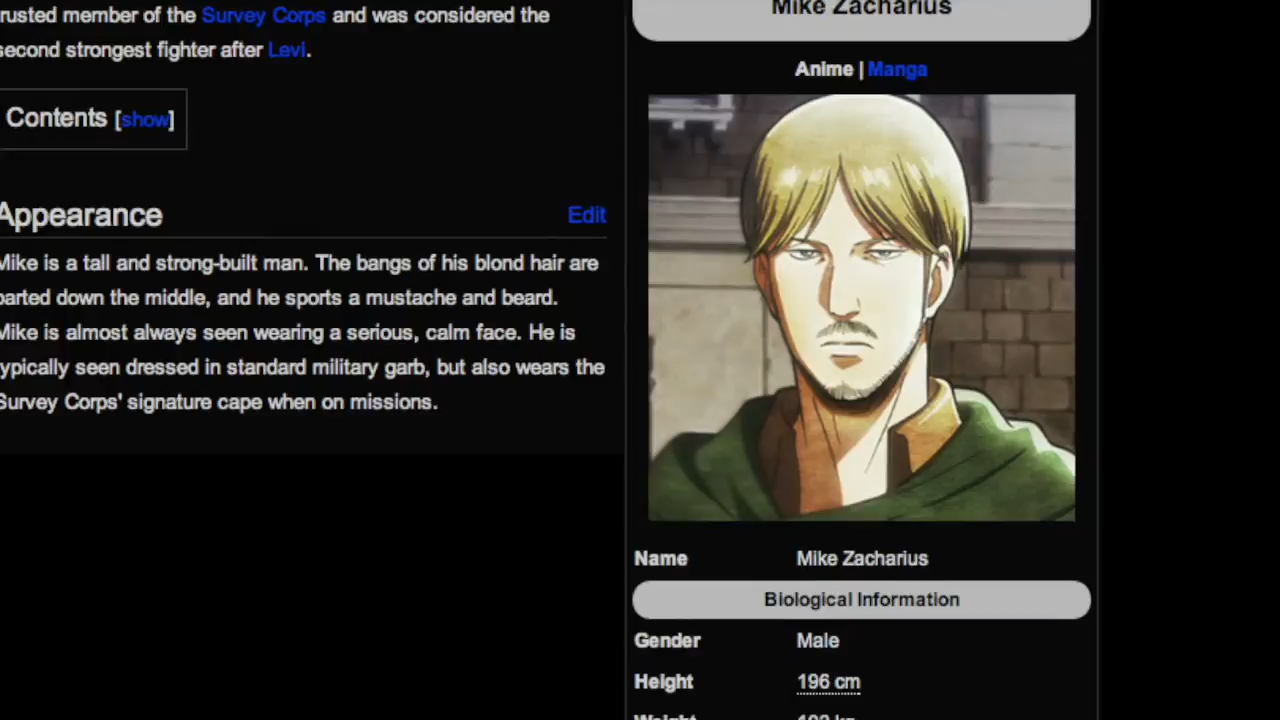 rusted member of the Survey Corps and was considered the
second strongest fighter after Levi.
Contents [show]
Appearance
Edit
Mike is a tall and strong-built man. The bangs of his blond hair are
parted down the middle, and he sports a mustache and beard.
Mike is almost always seen wearing a serious, calm face. He is
typically seen dressed in standard military garb, but also wears the
Survey Corps' signature cape when on missions.
Mike Zacharius
Anime | Manga
Name Mike Zacharius
Biological Information
Gender Male
Height 196 cm
Weight